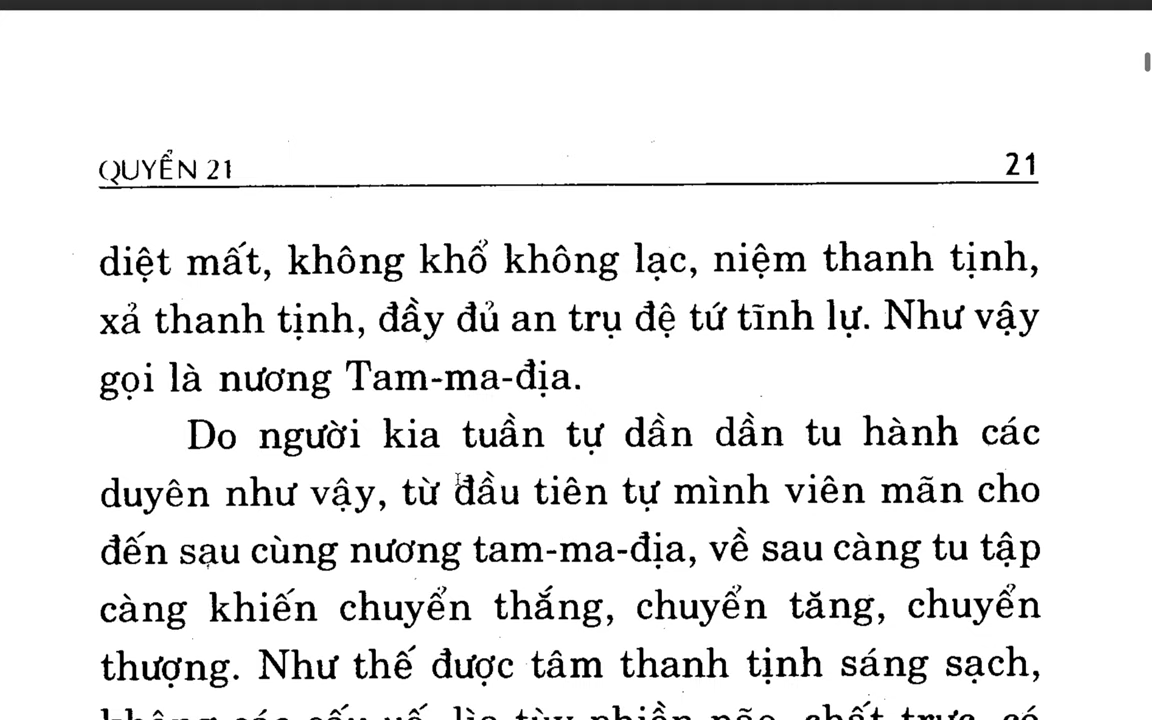 QUYỂN 21 21
diệt mất, không khổ không lạc, niệm thanh tịnh,
xả thanh tịnh, đầy đủ an trụ đệ tứ tĩnh lự. Như vậy
gọi là nương Tam-ma-địa.
Do người kia tuần tự dần dần tu hành các
duyên như vậy, từ đầu tiên tự mình viên mãn cho
đến sau cùng nương tam-ma-địa, về sau càng tu tập
càng khiến chuyển thắng, chuyển tăng, chuyển
thượng. Như thế được tâm thanh tịnh sáng sạch,